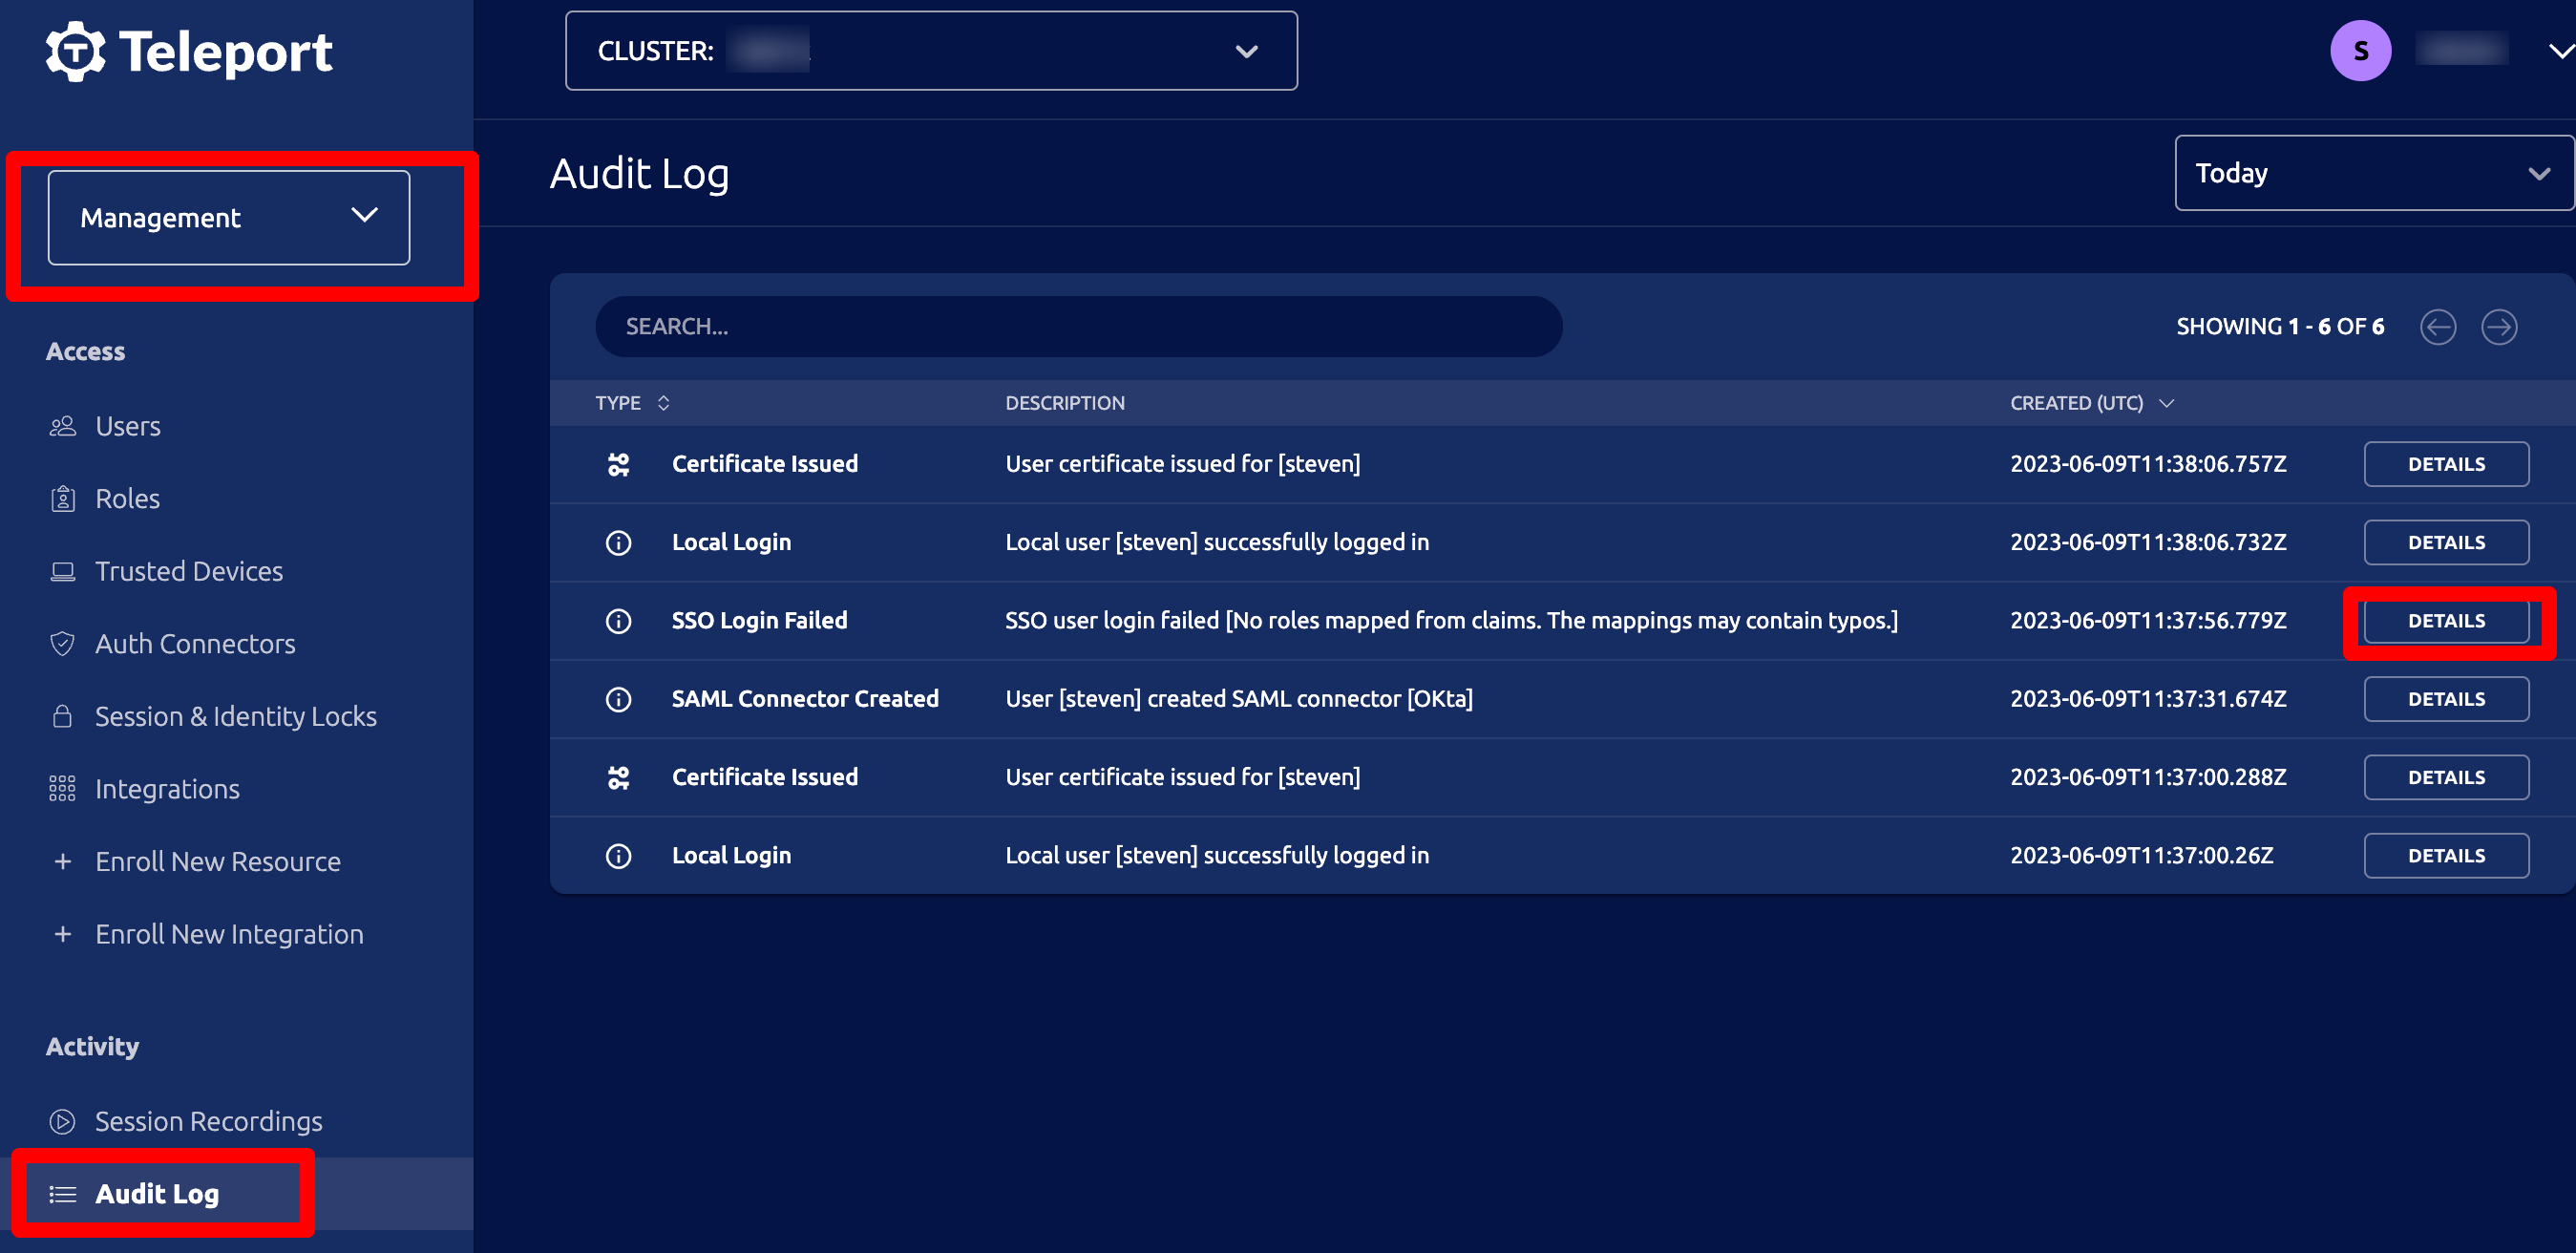 Teleport
CLUSTER:
S
Management
Audit Log
Today
SEARCH...
SHOWING 1 - 6 OF 6
Access
Users
Roles
Trusted Devices
Auth Connectors
Session & Identity Locks
Integrations
Enroll New Resource
Enroll New Integration
Activity
Session Recordings
Audit Log
TYPE DESCRIPTION CREATED (UTC)
Certificate Issued User certificate issued for [steven] 2023-06-09T11:38:06.757Z DETAILS
Local Login Local user [steven] successfully logged in 2023-06-09T11:38:06.732Z DETAILS
SSO Login Failed SSO user login failed [No roles mapped from claims. The mappings may contain typos.] 2023-06-09T11:37:56.779Z DETAILS
SAML Connector Created User [steven] created SAML connector [OKta] 2023-06-09T11:37:31.674Z DETAILS
Certificate Issued User certificate issued for [steven] 2023-06-09T11:37:00.288Z DETAILS
Local Login Local user [steven] successfully logged in 2023-06-09T11:37:00.26Z DETAILS